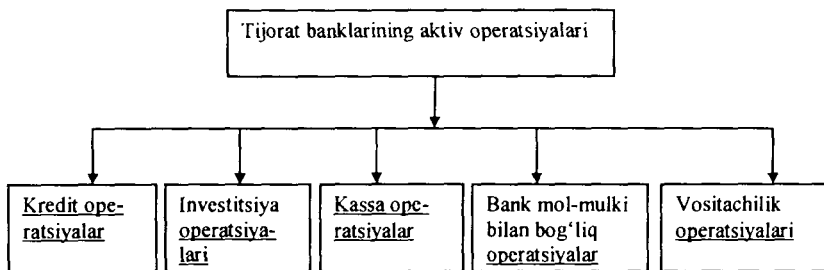 Tijorat banklarining aktiv operatsiyalari
Kredit ope-
ratsiyalar
Investitsiya
operatsiya-
lari
Kassa ope-
ratsiyalar
Bank mol-mulki
bilan bog‘liq
operatsiyalar
Vositachilik
operatsiyalari